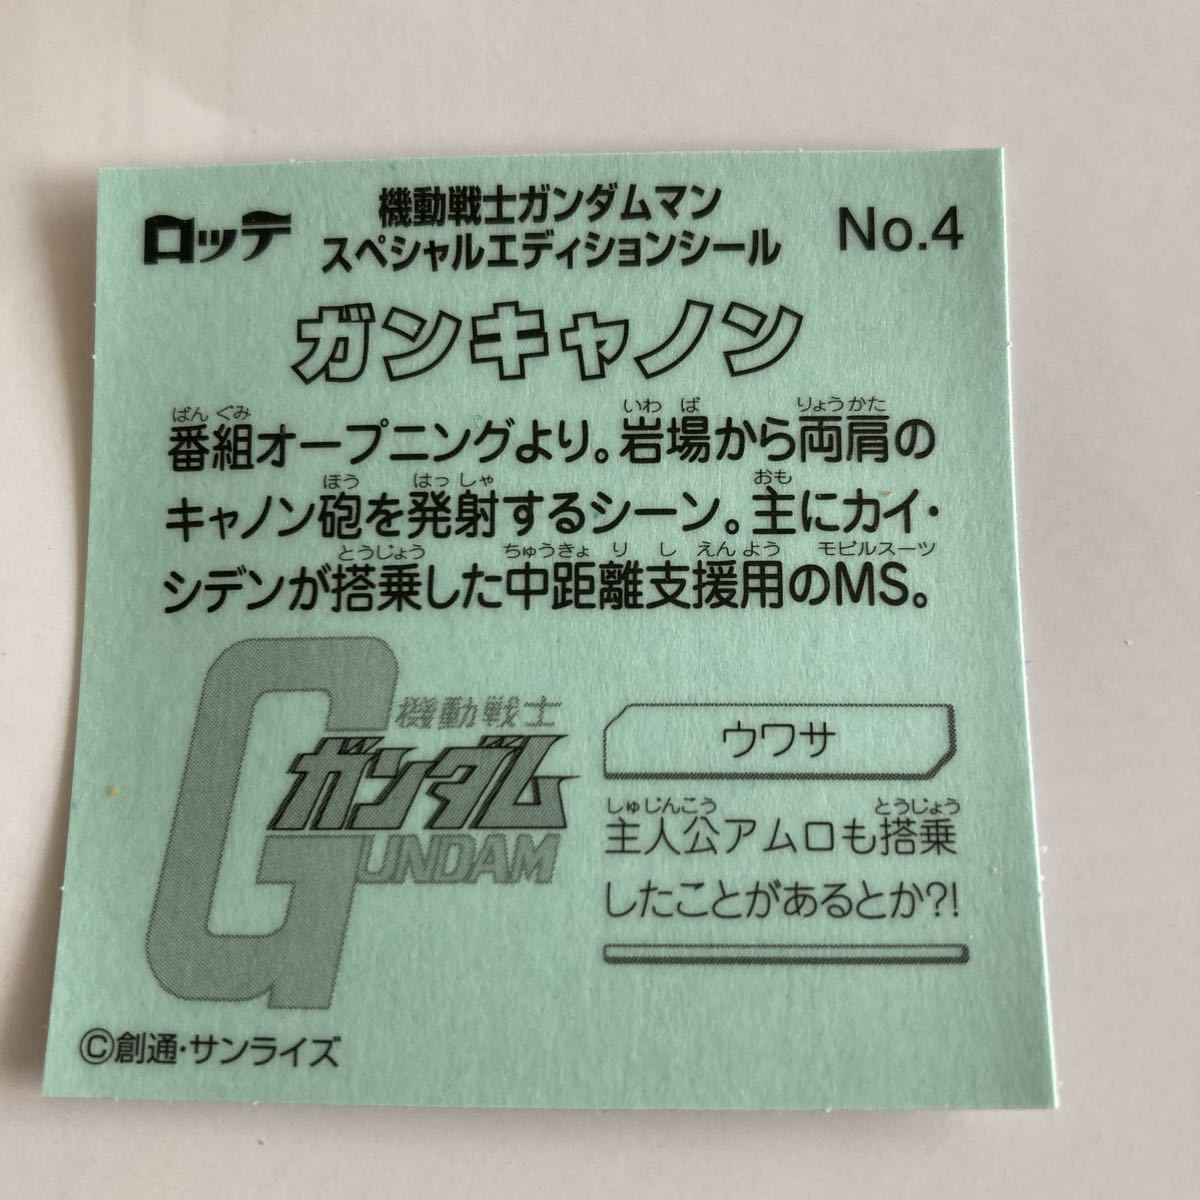 ロッテ
機動戦士ガンダムマン
スペシャルエディションシール
No.4
ガンキャノン
ばんぐみ いわば りょうかた
番組オープニングより。岩場から両肩の
ほう はっしゃ おも
キャノン砲を発射するシーン。主にカイ・
とうじょう ちゅうきょりしえんよう モビルスーツ
シデンが搭乗した中距離支援用のMS。
機動戦士
ガンダム
GUNDAM
ウワサ
しゅじんこう とうじょう
主人公アムロも搭乗
したことがあるとか?!
©創通・サンライズ